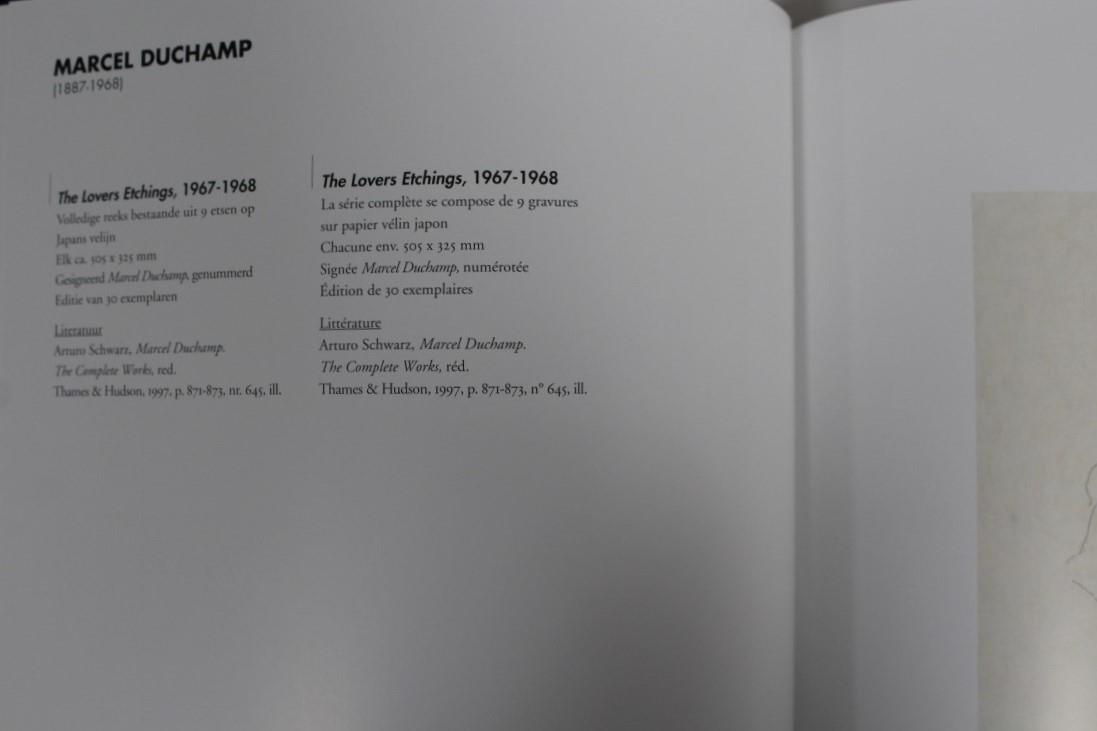 MARCEL DUCHAMP
(1887-1968)
The Lovers Etchings, 1967-1968
Volledige reeks bestaande uit 9 etsen op
Japans velijn
Elk ca. 505 x 325 mm
Gesigneerd Marcel Duchamp, genummerd
Editie van 30 exemplaren
Literatuur
Arturo Schwarz, Marcel Duchamp.
The Complete Works, red.
Thames & Hudson, 1997, p. 871-873, nr. 645, ill.
The Lovers Etchings, 1967-1968
La série complète se compose de 9 gravures
sur papier vélin japon
Chacune env. 505 x 325 mm
Signée Marcel Duchamp, numérotée
Édition de 30 exemplaires
Littérature
Arturo Schwarz, Marcel Duchamp.
The Complete Works, réd.
Thames & Hudson, 1997, p. 871-873, n° 645, ill.